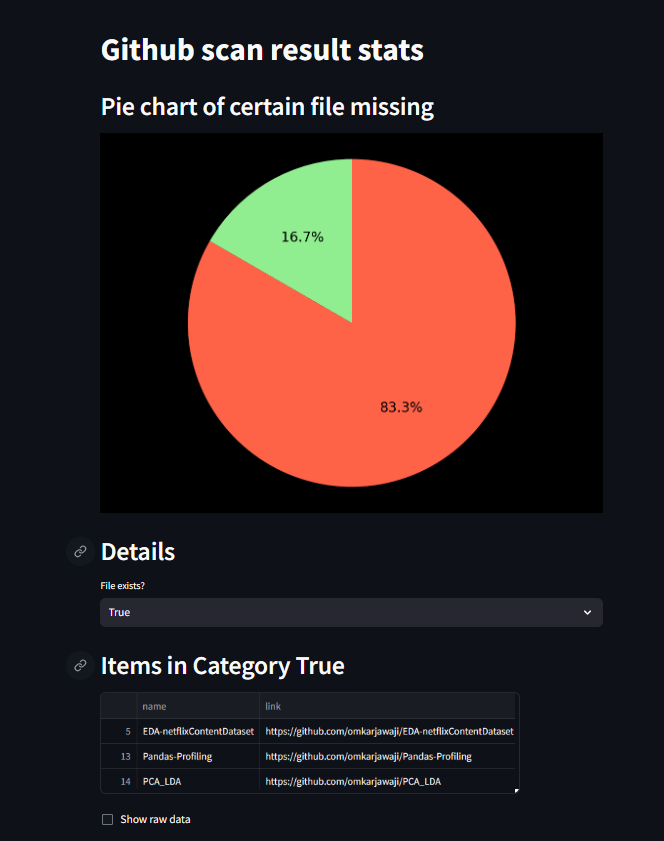 Github scan result stats
Pie chart of certain file missing
16.7%
83.3%
Details
File exists?
True
Items in Category True
name link
5 EDA-netflixContentDataset https://github.com/omkarjawaji/EDA-netflixContentDataset
13 Pandas-Profiling https://github.com/omkarjawaji/Pandas-Profiling
14 PCA_LDA https://github.com/omkarjawaji/PCA_LDA
Show raw data